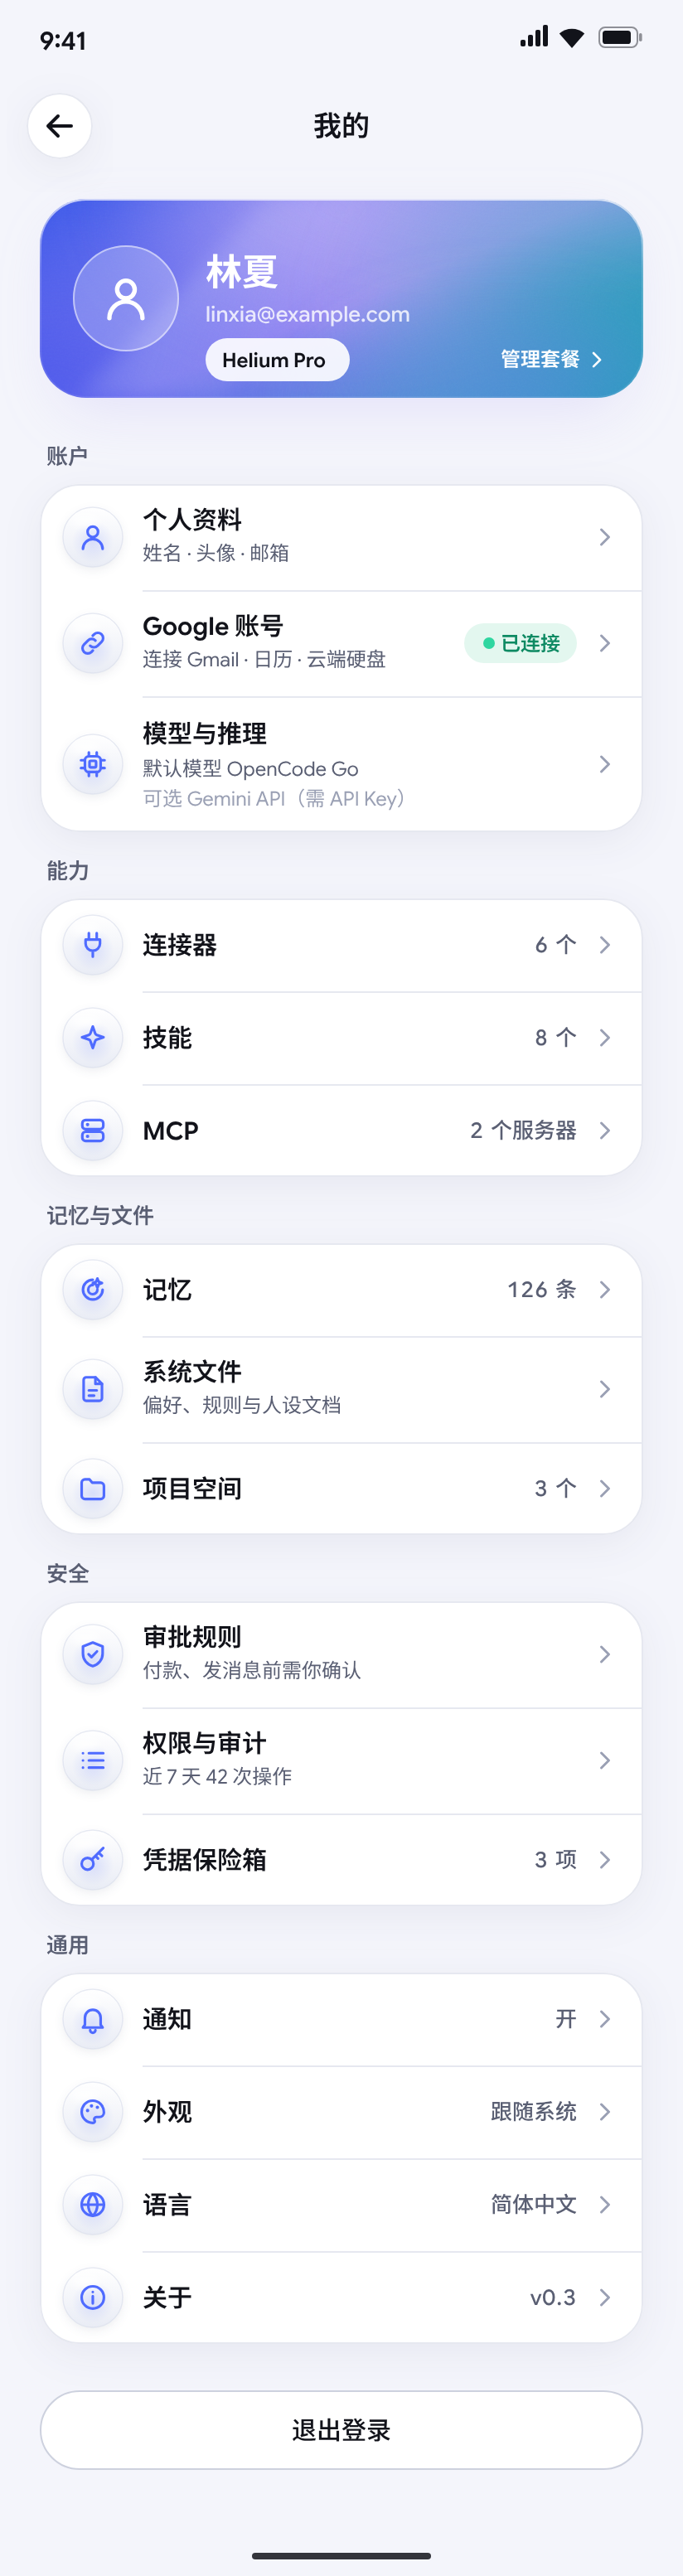 9:41
我的
林夏
linxia@example.com
Helium Pro
管理套餐
账户
个人资料
姓名 · 头像 · 邮箱
Google 账号
连接 Gmail · 日历 · 云端硬盘
已连接
模型与推理
默认模型 OpenCode Go
可选 Gemini API（需 API Key）
能力
连接器 6 个
技能 8 个
MCP 2 个服务器
记忆与文件
记忆 126 条
系统文件
偏好、规则与人设文档
项目空间 3 个
安全
审批规则
付款、发消息前需你确认
权限与审计
近 7 天 42 次操作
凭据保险箱 3 项
通用
通知 开
外观 跟随系统
语言 简体中文
关于 v0.3
退出登录